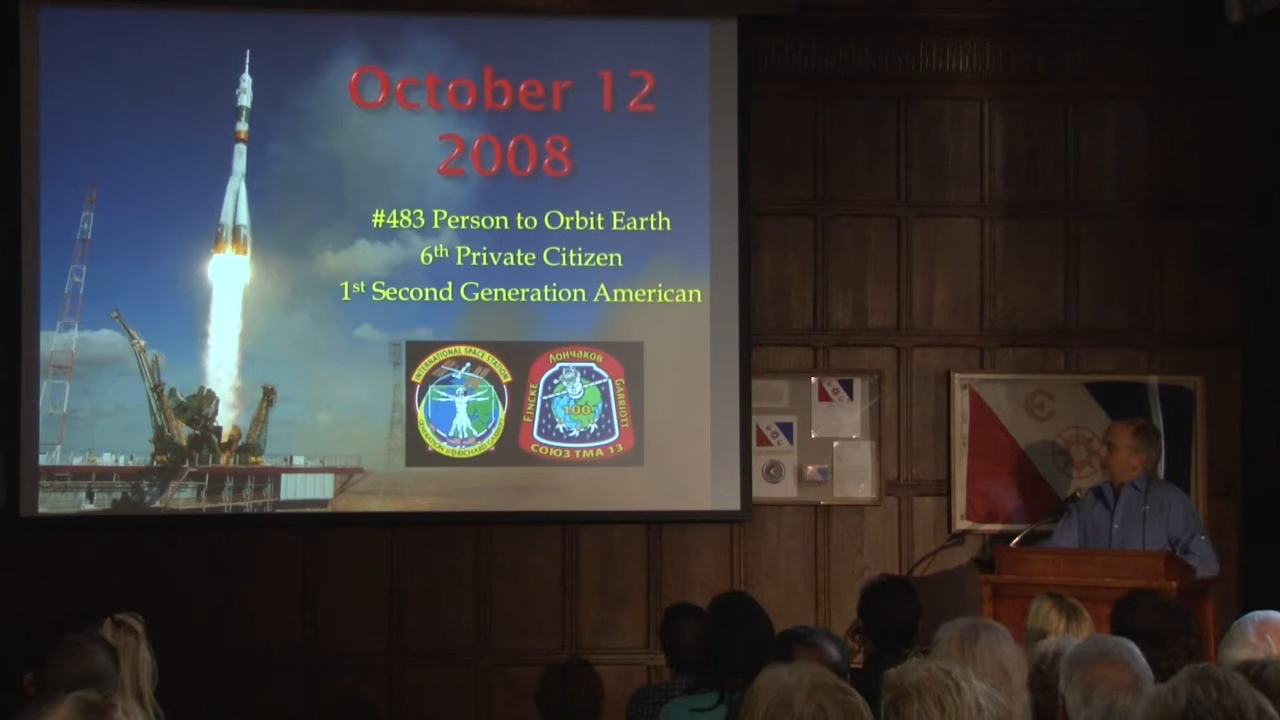 October 12
2008
#483 Person to Orbit Earth
6th Private Citizen
1st Second Generation American
INTERNATIONAL SPACE STATION
ЛОНЧАКОВ
FINCKE
GARRIOTT
100
СОЮЗ ТМА 13